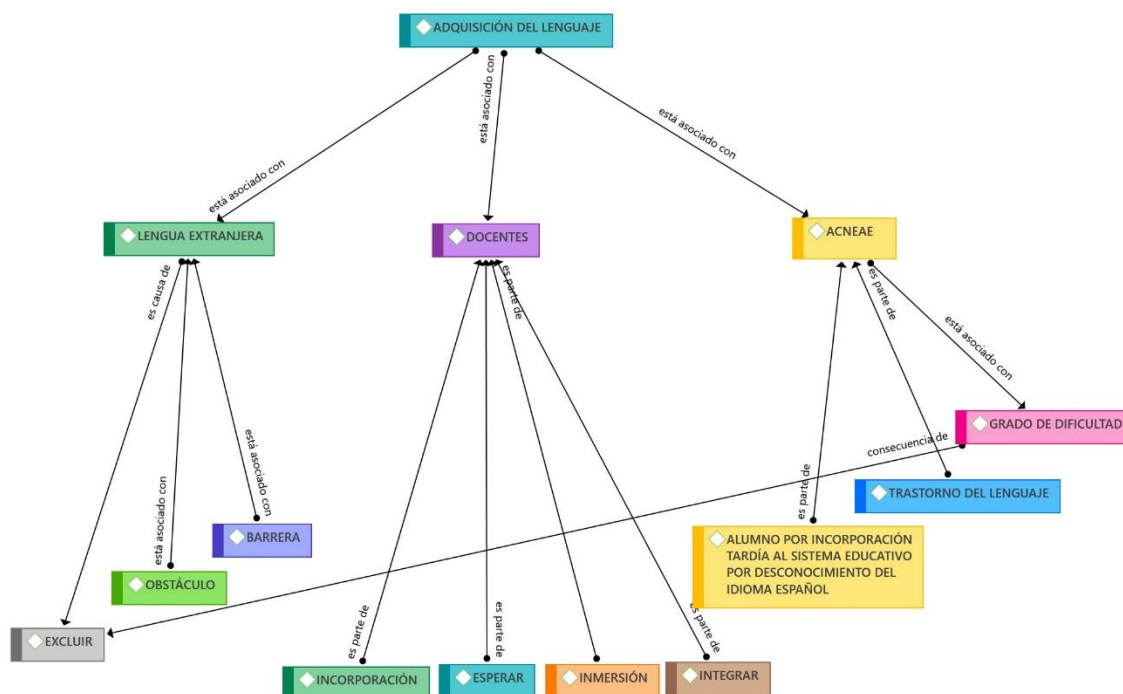 ADQUISICIÓN DEL LENGUAJE
está asociado con
está asociado con
está asociado con
LENGUA EXTRANJERA
DOCENTES
ACNEAE
es causa de
es parte de
es parte de
está asociado con
está asociado con
está asociado con
GRADO DE DIFICULTAD
consecuencia de
TRASTORNO DEL LENGUAJE
es parte de
BARRERA
ALUMNO POR INCORPORACIÓN
TARDÍA AL SISTEMA EDUCATIVO
POR DESCONOCIMIENTO DEL
IDIOMA ESPAÑOL
OBSTÁCULO
EXCLUIR
es parte de
es parte de
es parte de
INCORPORACIÓN
ESPERAR
INMERSIÓN
INTEGRAR